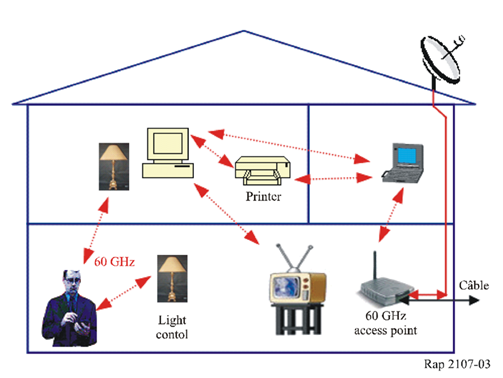 Printer
60 GHz
Light
contol
60 GHz
access point
Câble
Rap 2107-03